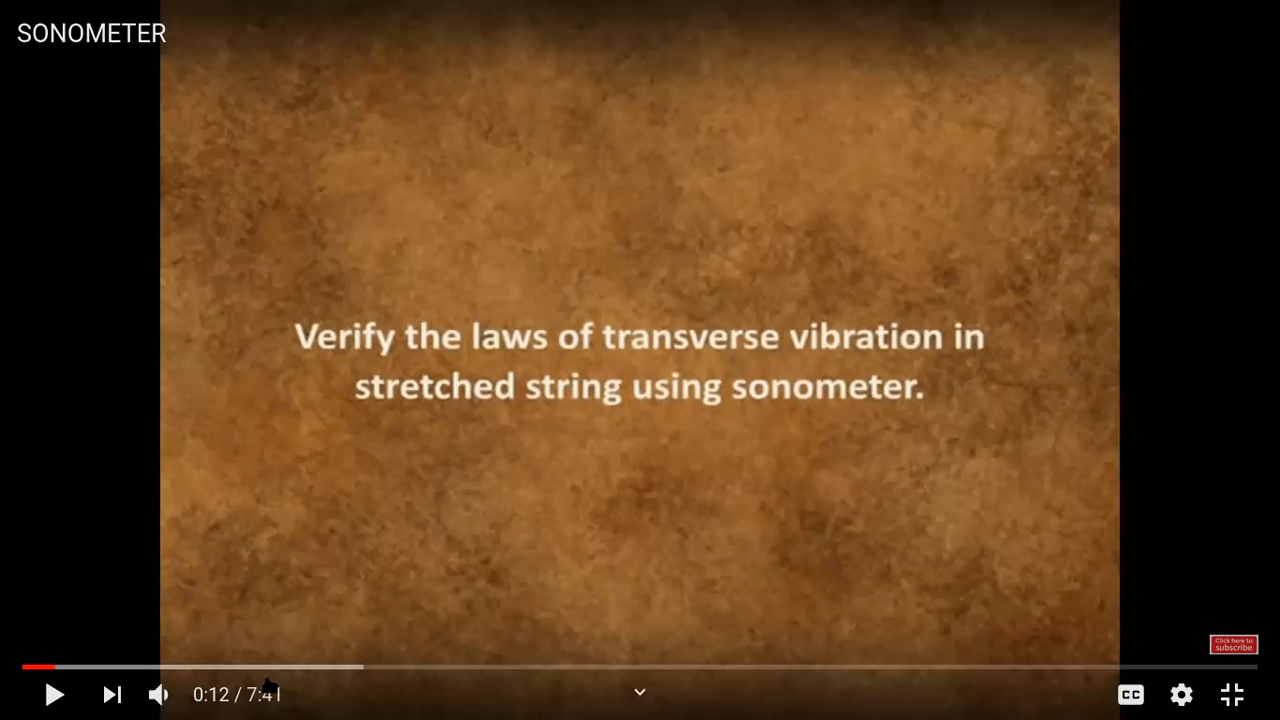 SONOMETER
Verify the laws of transverse vibration in
stretched string using sonometer.
Click here to
subscribe
0:12 / 7:41
CC